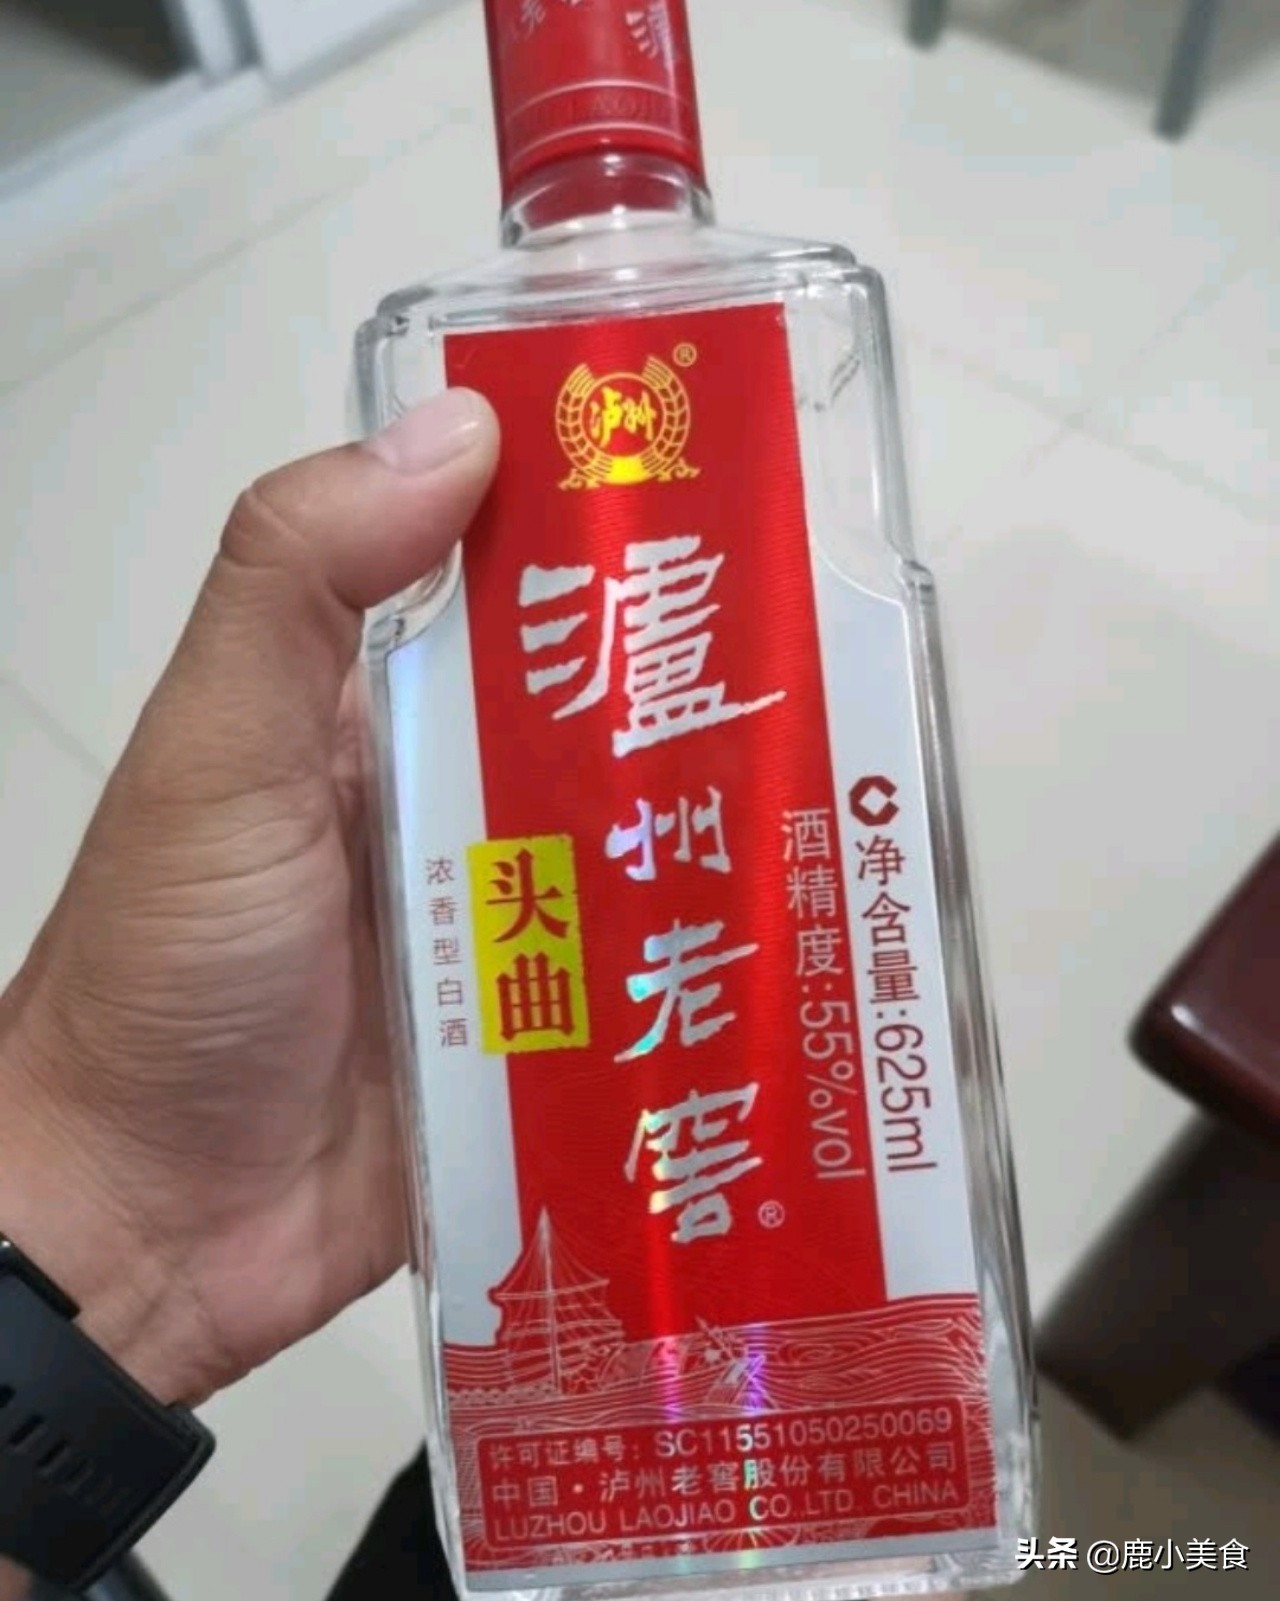 泸州
®
瀘州老窖
®
头曲
浓香型白酒
酒精度:55%vol
净含量:625ml
许可证编号: SC11551050250069
中国·泸州老窖股份有限公司
LUZHOU LAOJIAO CO.,LTD. CHINA
头条 @鹿小美食